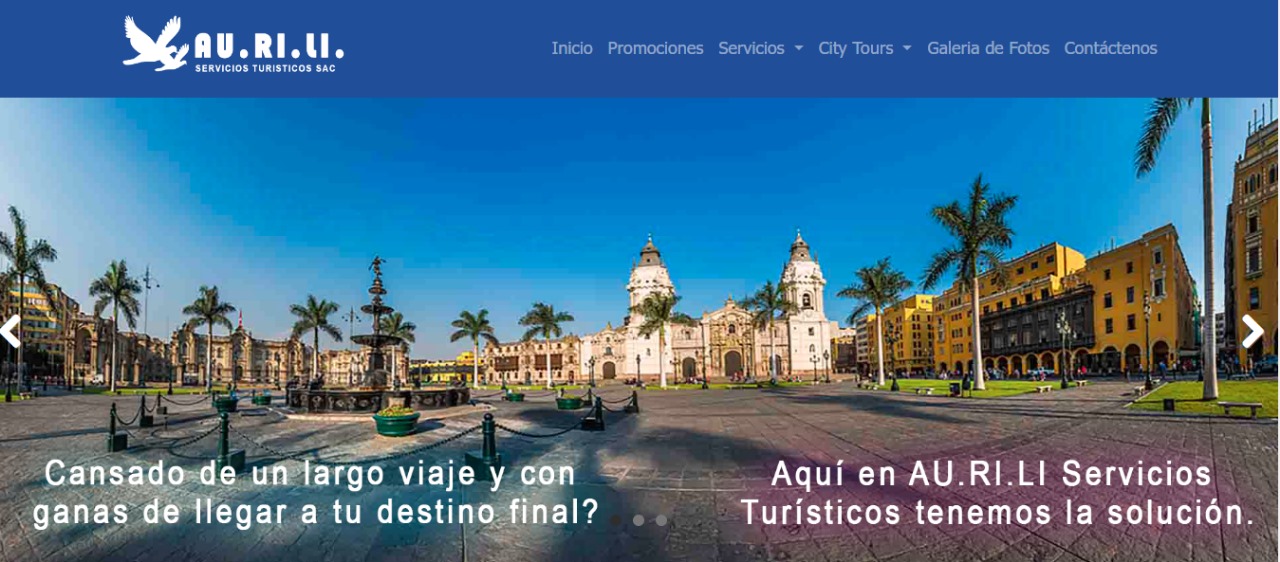 AU.RI.LI.
SERVICIOS TURISTICOS SAC
Inicio Promociones Servicios City Tours Galeria de Fotos Contáctenos
Cansado de un largo viaje y con
ganas de llegar a tu destino final?
Aquí en AU.RI.LI Servicios
Turísticos tenemos la solución.